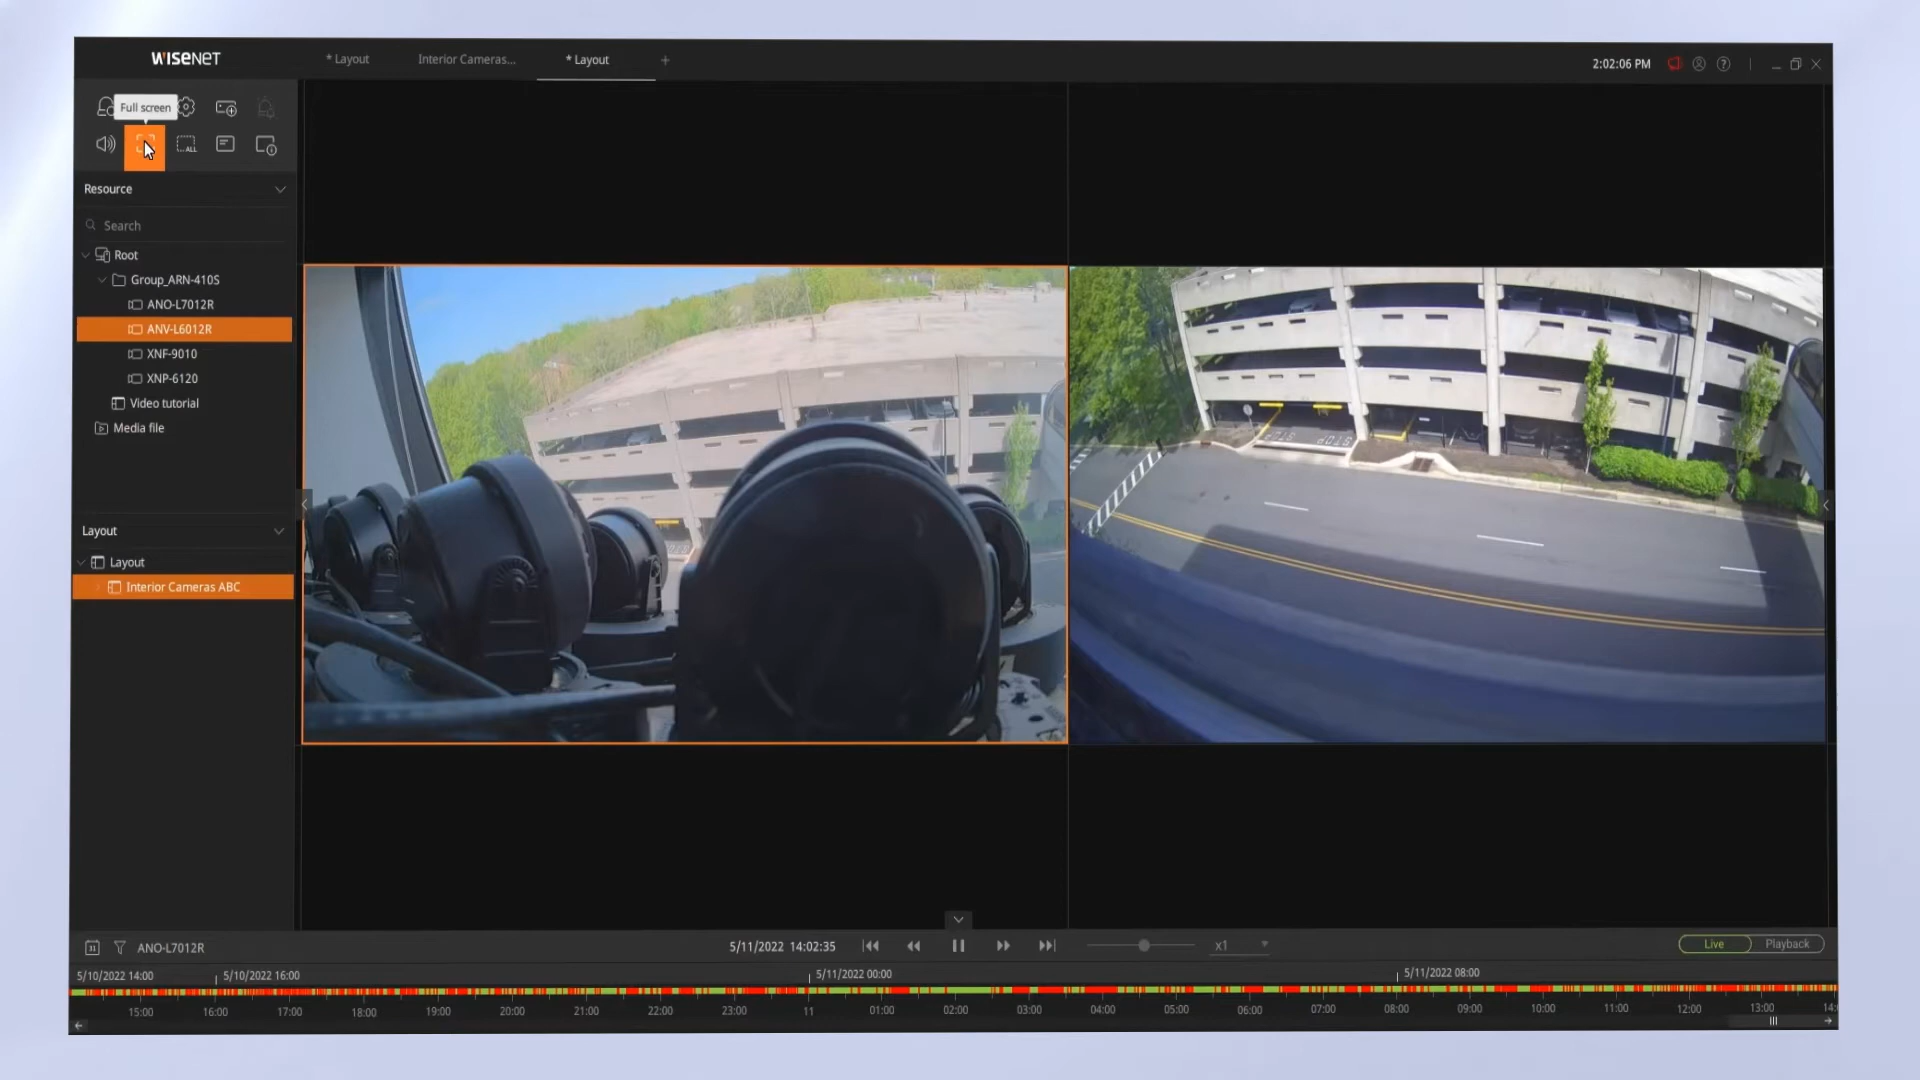 WISENET
* Layout
Interior Cameras...
* Layout
+
2:02:06 PM
Full screen
ALL
Resource
Search
Root
Group_ARN-410S
ANO-L7012R
ANV-L6012R
XNF-9010
XNP-6120
Video tutorial
Media file
Layout
Layout
Interior Cameras ABC
STOP STOP
31
ANO-L7012R
5/11/2022 14:02:35
x1
Live
Playback
5/10/2022 14:00
5/10/2022 16:00
5/11/2022 00:00
5/11/2022 08:00
15:00 16:00 17:00 18:00 19:00 20:00 21:00 22:00 23:00 11 01:00 02:00 03:00 04:00 05:00 06:00 07:00 08:00 09:00 10:00 11:00 12:00 13:00 14: